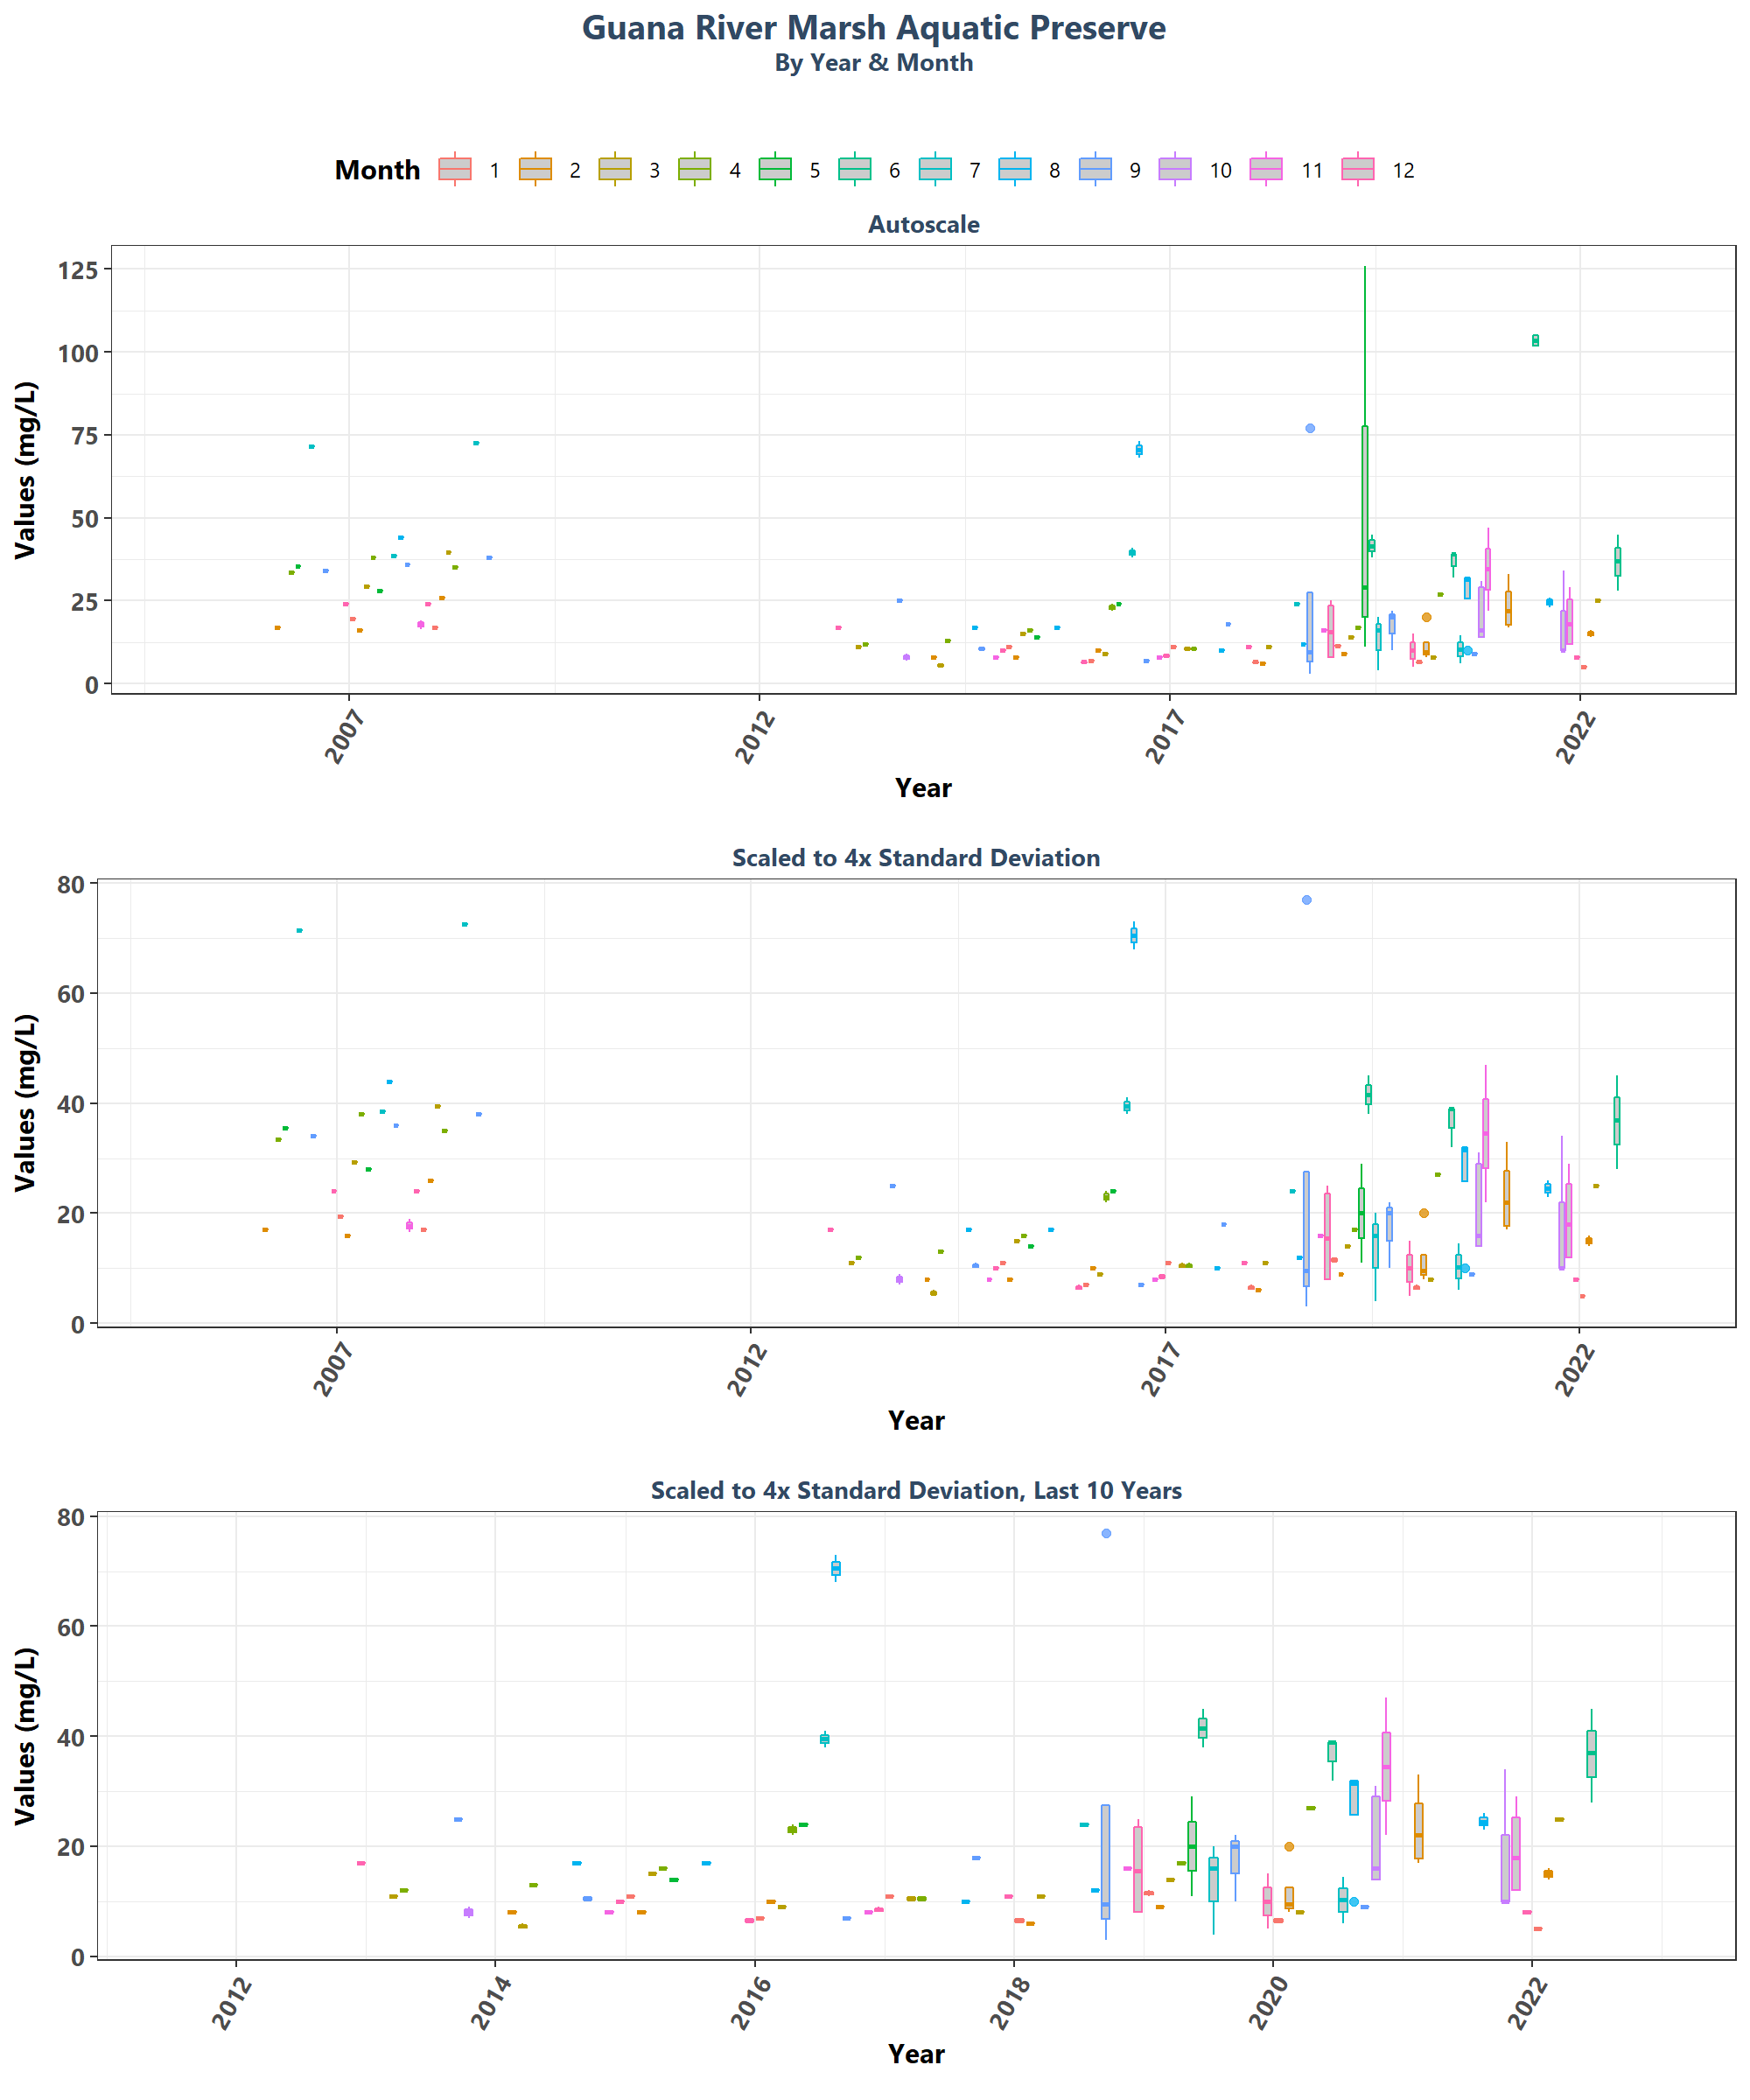 Guana River Marsh Aquatic Preserve
By Year & Month
Month 1 2 3 4 5 6 7 8 9 10 11 12
Autoscale
125
100
75
50
25
0
Values (mg/L)
2007 2012 2017 2022
Year
Scaled to 4x Standard Deviation
80
60
40
20
0
Values (mg/L)
2007 2012 2017 2022
Year
Scaled to 4x Standard Deviation, Last 10 Years
80
60
40
20
0
Values (mg/L)
2012 2014 2016 2018 2020 2022
Year